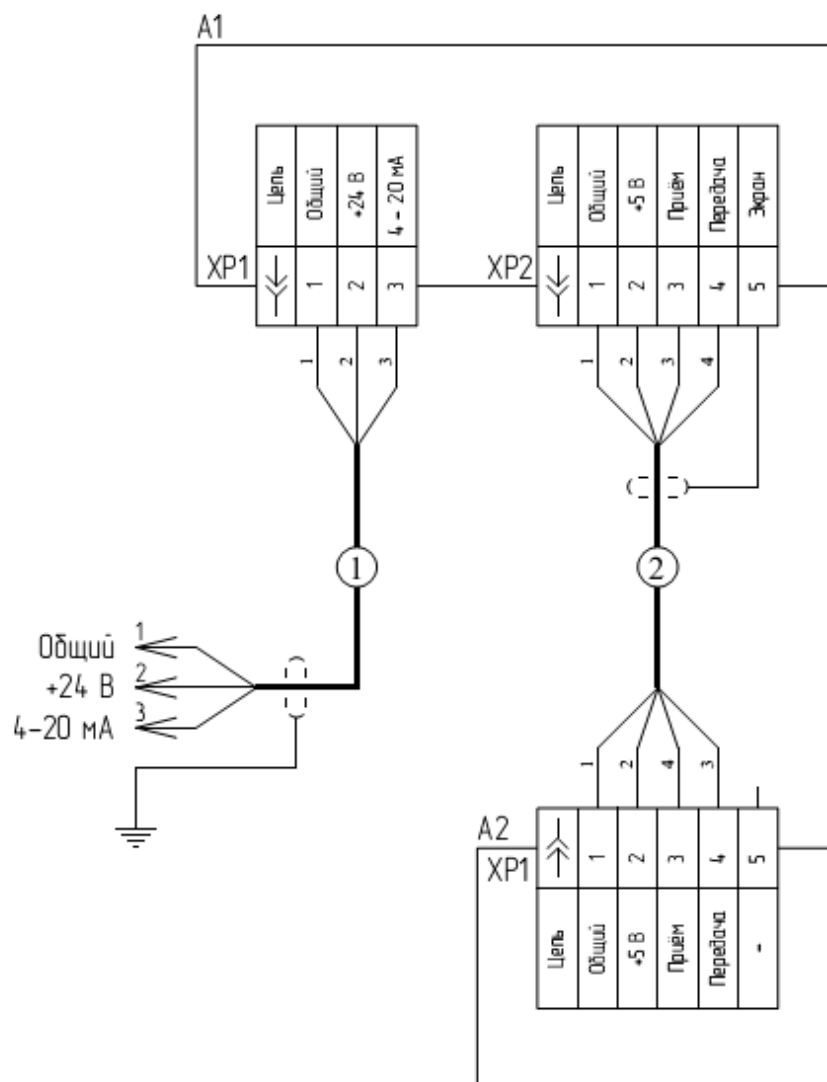 A1
Цепь
Общий
+24 В
4 – 20 мА
XP1
1
2
3
1
2
3
Цепь
Общий
+5 В
Приём
Передача
Экран
XP2
1
2
3
4
5
1
2
3
4
1
2
Общий 1
+24 В 2
4-20 мА 3
1
2
4
3
A2
XP1
1
2
3
4
5
Цепь
Общий
+5 В
Приём
Передача
-